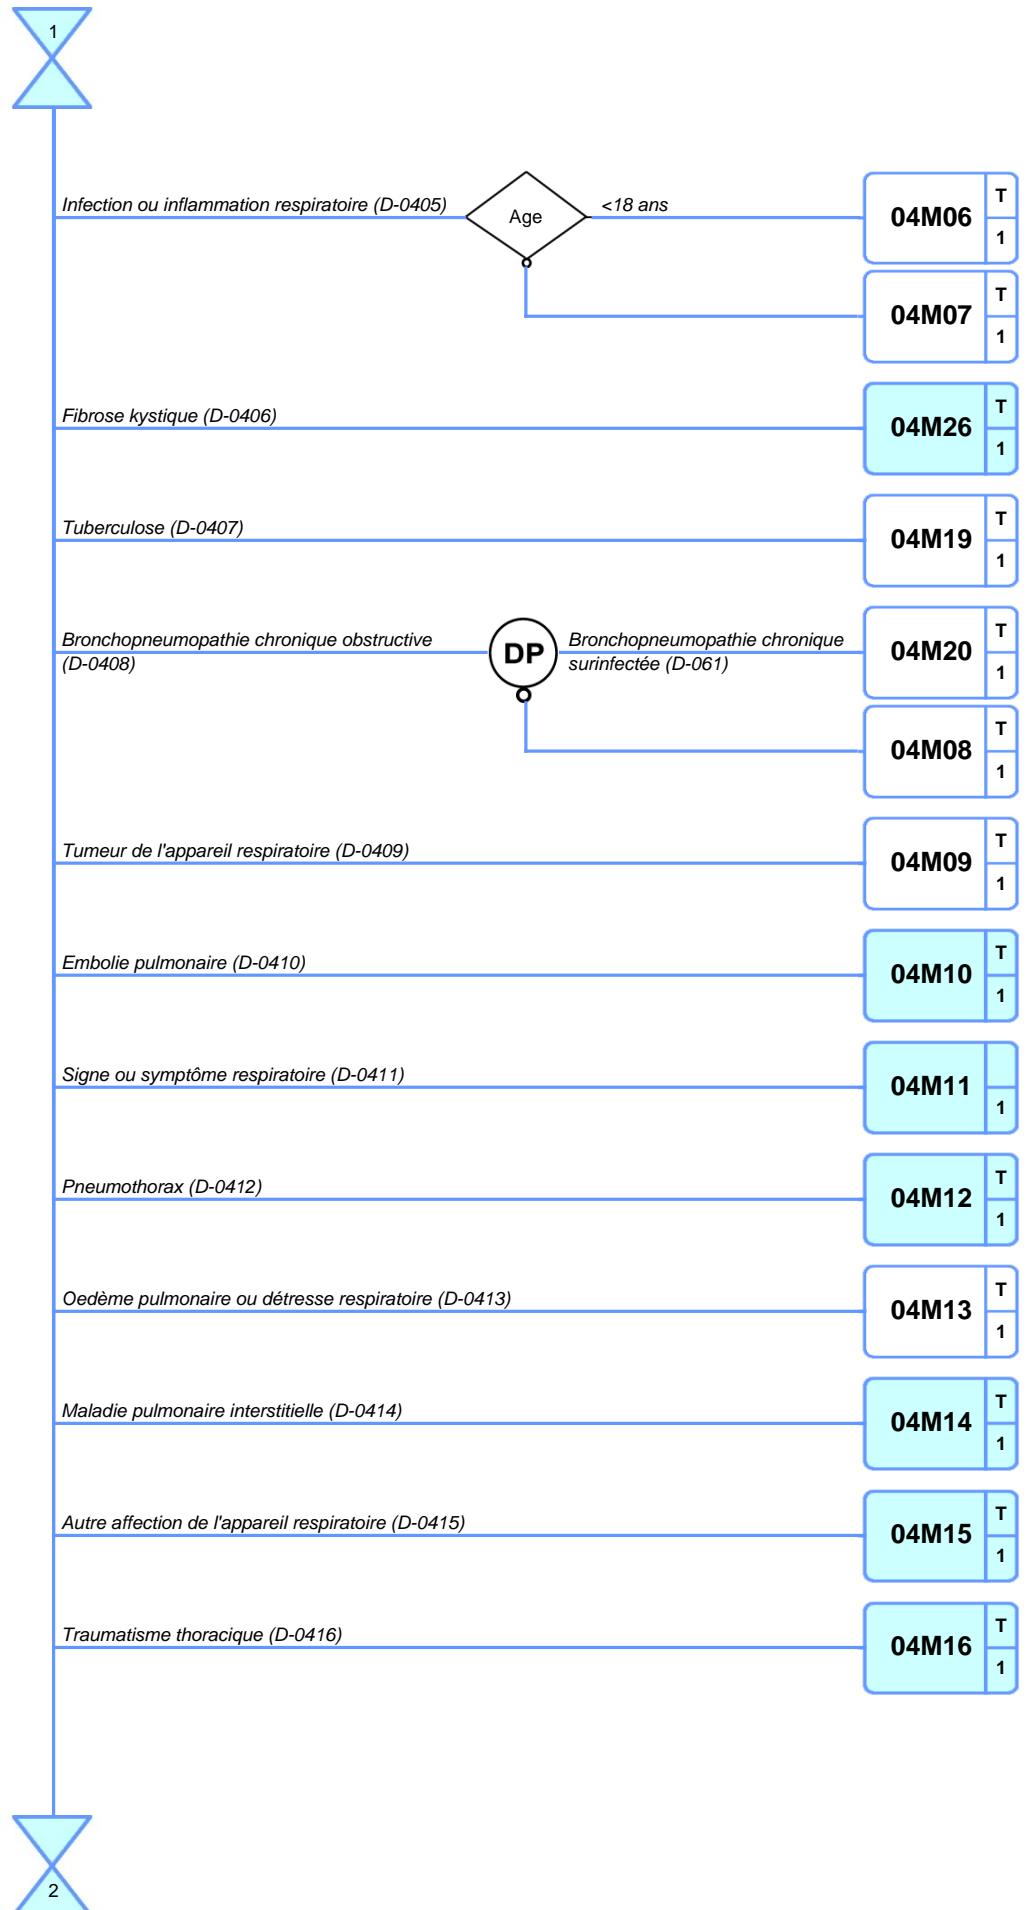 1
Infection ou inflammation respiratoire (D-0405)
Age
<18 ans
04M06
T
1
04M07
T
1
Fibrose kystique (D-0406)
04M26
T
1
Tuberculose (D-0407)
04M19
T
1
Bronchopneumopathie chronique obstructive
(D-0408)
DP
Bronchopneumopathie chronique
surinfectée (D-061)
04M20
T
1
04M08
T
1
Tumeur de l'appareil respiratoire (D-0409)
04M09
T
1
Embolie pulmonaire (D-0410)
04M10
T
1
Signe ou symptôme respiratoire (D-0411)
04M11
1
Pneumothorax (D-0412)
04M12
T
1
Oedème pulmonaire ou détresse respiratoire (D-0413)
04M13
T
1
Maladie pulmonaire interstitielle (D-0414)
04M14
T
1
Autre affection de l'appareil respiratoire (D-0415)
04M15
T
1
Traumatisme thoracique (D-0416)
04M16
T
1
2